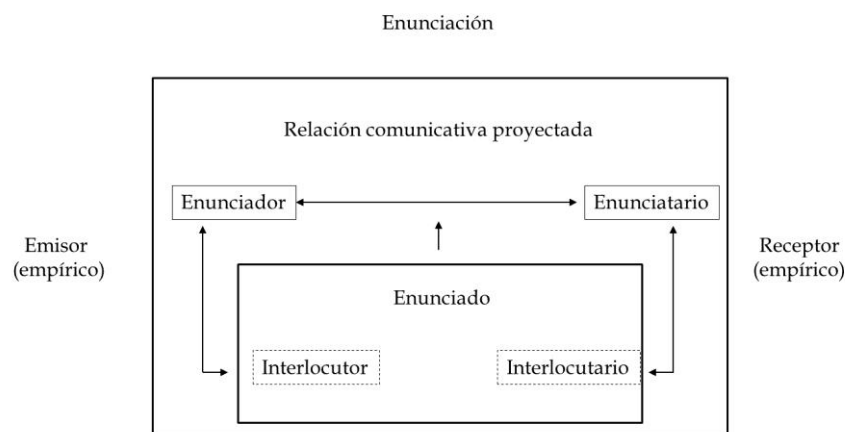 Enunciación
Relación comunicativa proyectada
Enunciador
Enunciatario
Emisor
(empírico)
Receptor
(empírico)
Enunciado
Interlocutor
Interlocutario